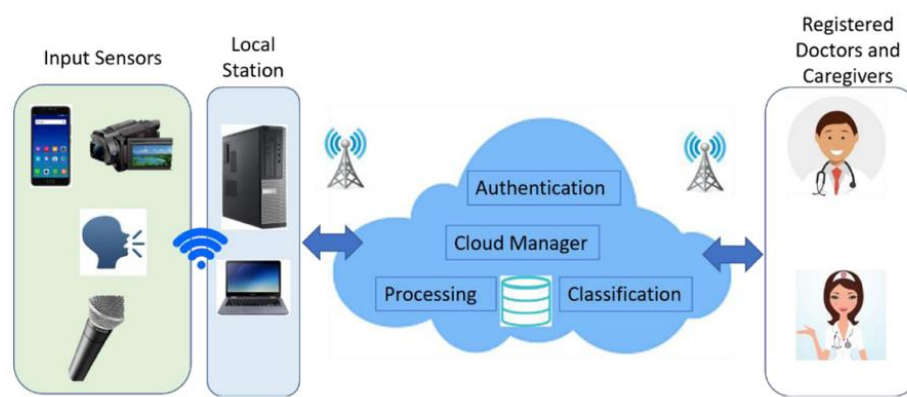 Input Sensors
Local
Station
Registered
Doctors and
Caregivers
Authentication
Cloud Manager
Processing
Classification